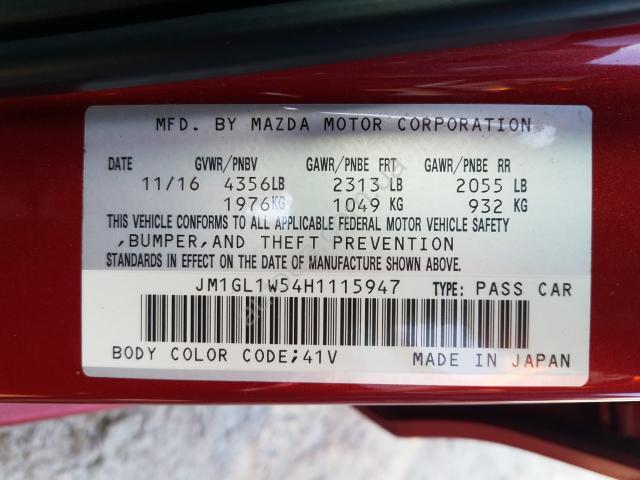 MFD. BY MAZDA MOTOR CORPORATION
DATE GVWR/PNBV GAWR/PNBE FRT GAWR/PNBE RR
11/16 4356LB 2313 LB 2055 LB
1976KG 1049 KG 932 KG
THIS VEHICLE CONFORMS TO ALL APPLICABLE FEDERAL MOTOR VEHICLE SAFETY
,BUMPER,AND THEFT PREVENTION
STANDARDS IN EFFECT ON THE DATE OF MANUFACTURE SHOWN ABOVE.
JM1GL1W54H1115947 TYPE: PASS CAR
BODY COLOR CODE;41V MADE IN JAPAN